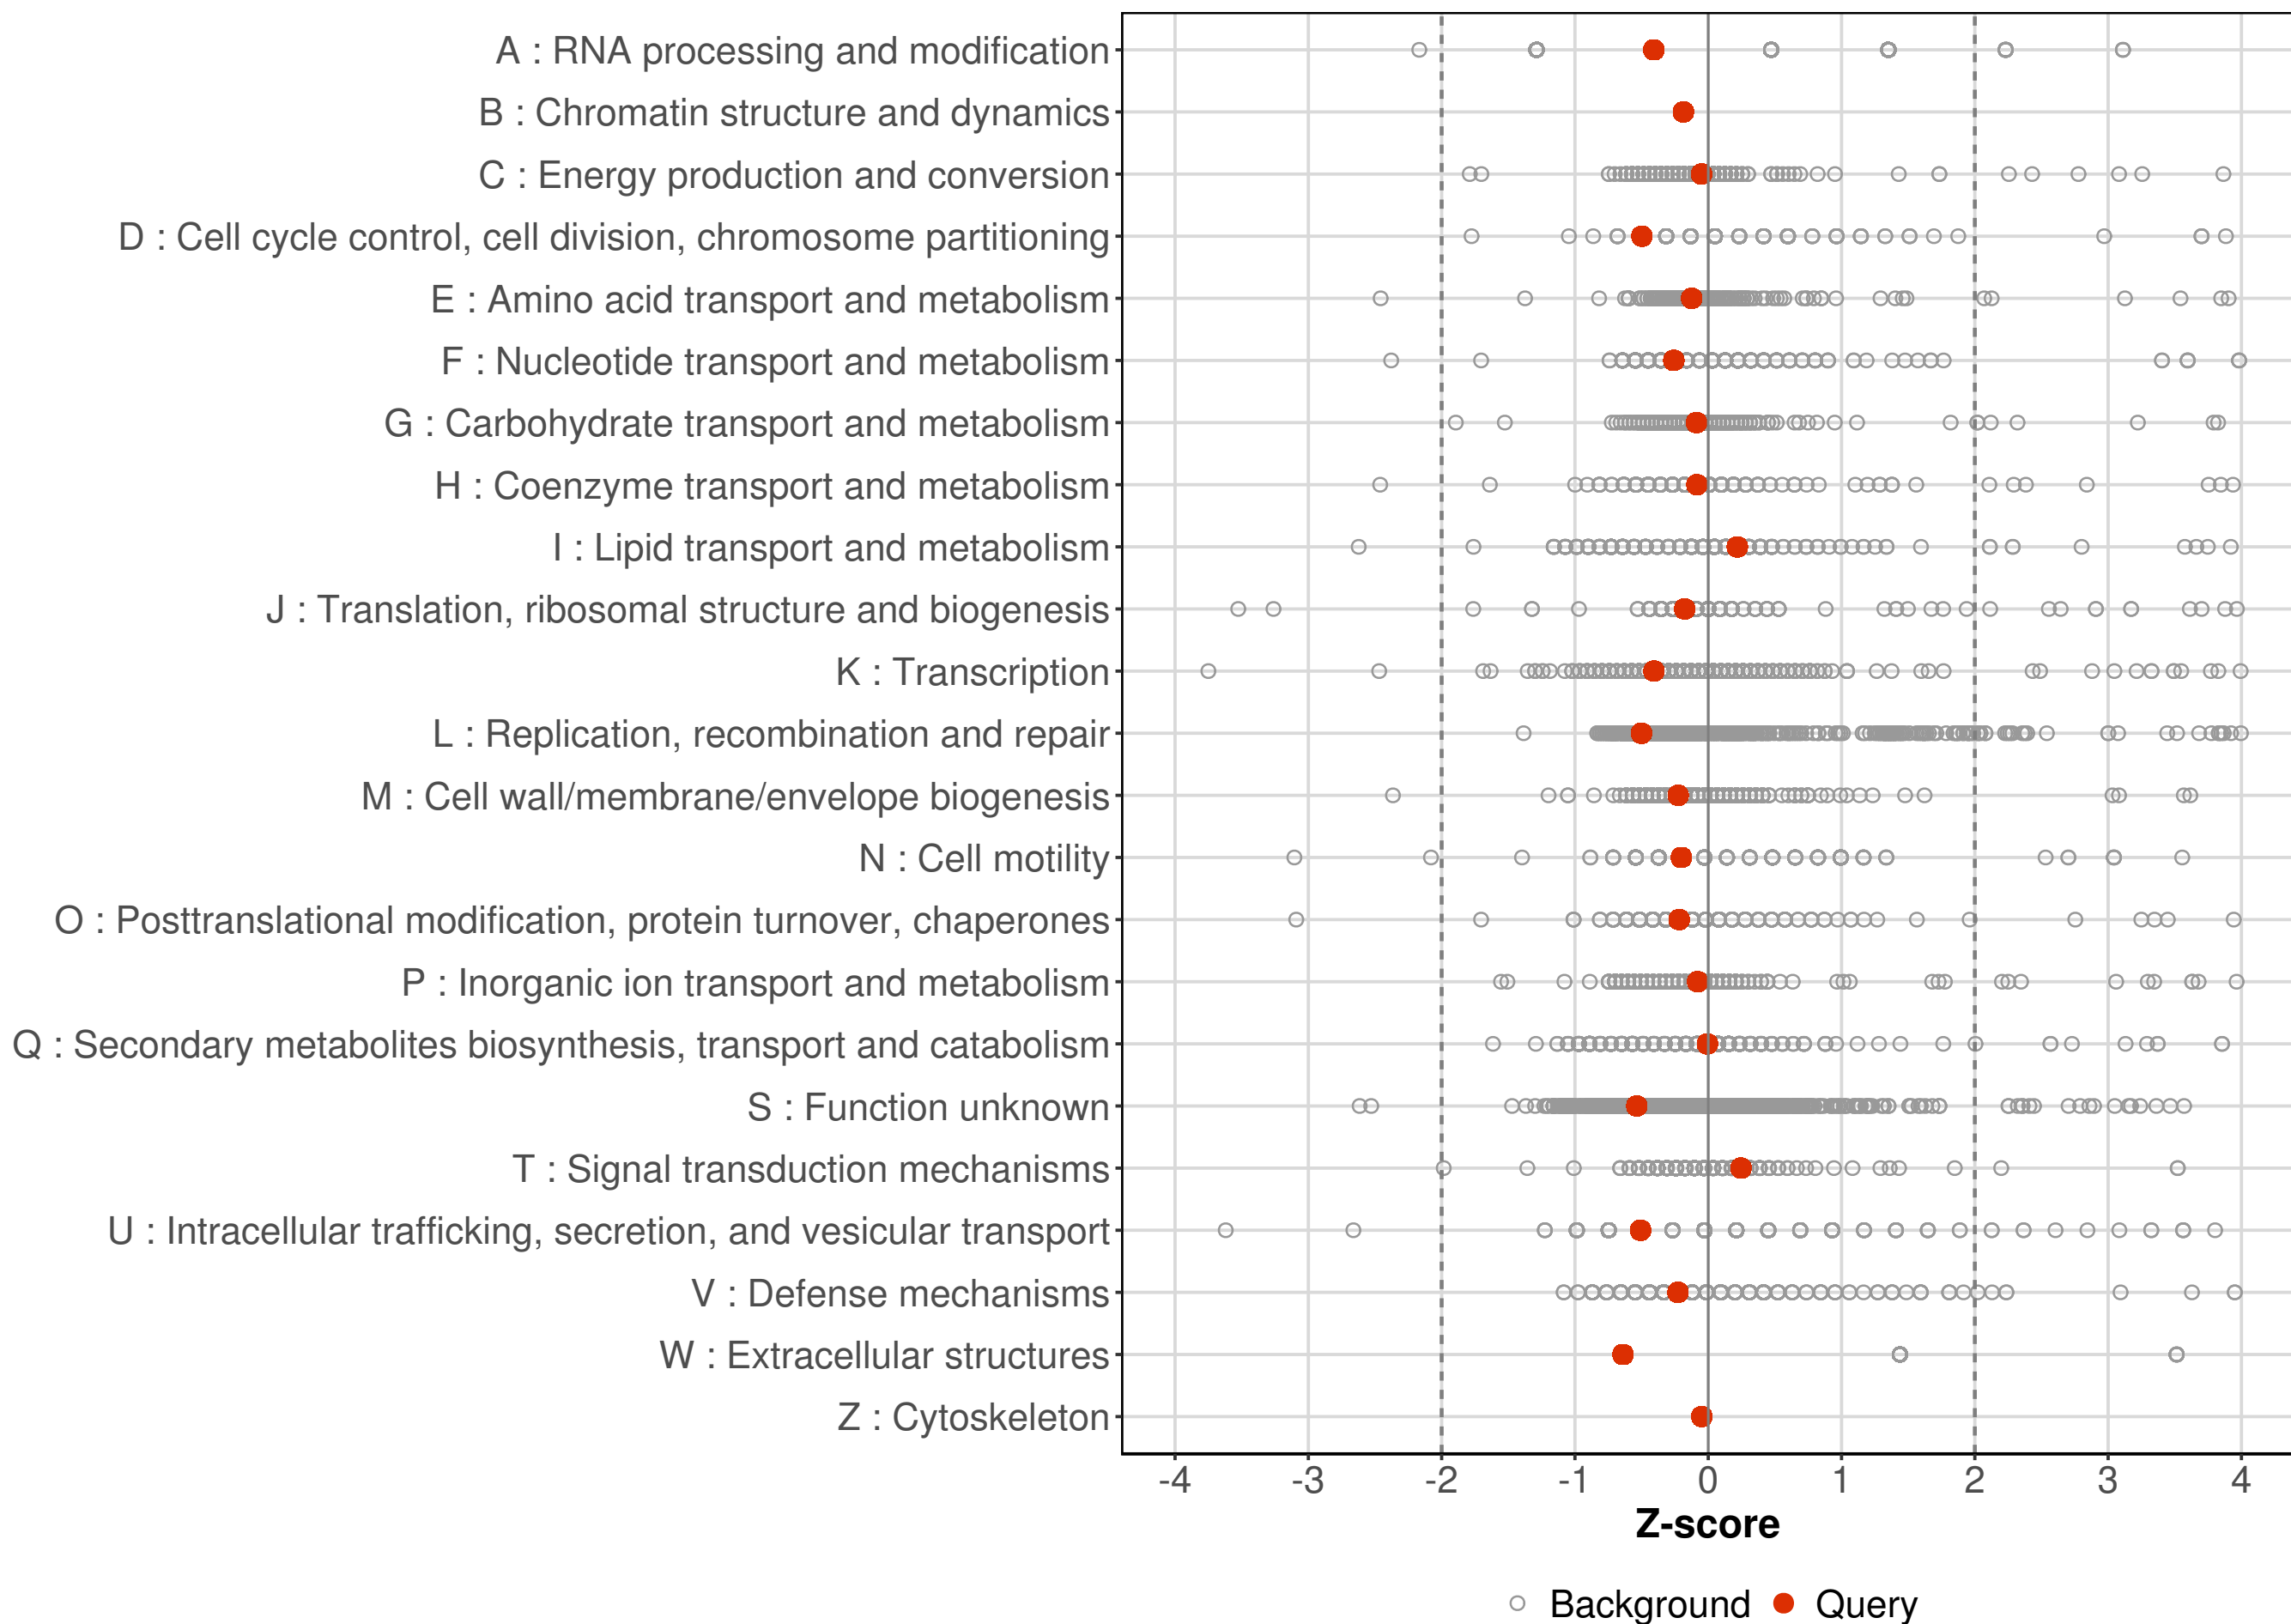 A : RNA processing and modification
B : Chromatin structure and dynamics
C : Energy production and conversion
D : Cell cycle control, cell division, chromosome partitioning
E : Amino acid transport and metabolism
F : Nucleotide transport and metabolism
G : Carbohydrate transport and metabolism
H : Coenzyme transport and metabolism
I : Lipid transport and metabolism
J : Translation, ribosomal structure and biogenesis
K : Transcription
L : Replication, recombination and repair
M : Cell wall/membrane/envelope biogenesis
N : Cell motility
O : Posttranslational modification, protein turnover, chaperones
P : Inorganic ion transport and metabolism
Q : Secondary metabolites biosynthesis, transport and catabolism
S : Function unknown
T : Signal transduction mechanisms
U : Intracellular trafficking, secretion, and vesicular transport
V : Defense mechanisms
W : Extracellular structures
Z : Cytoskeleton
-4 -3 -2 -1 0 1 2 3 4
Z-score
Background Query